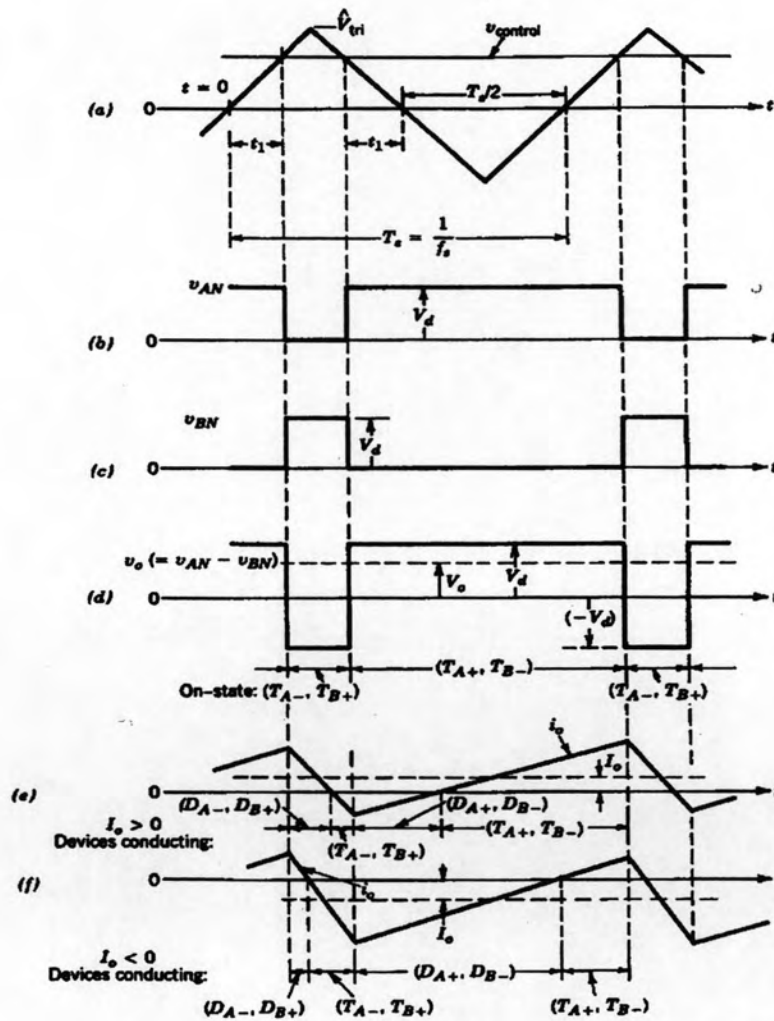 V̂tri
vcontrol
t = 0
Ts/2
(a) 0 t
t1 t1
Ts = 1/fs
vAN
Vd
(b) 0 t
vBN
Vd
(c) 0 t
vo (= vAN − vBN)
Vo Vd
(d) 0 t
(−Vd)
(TA+, TB−)
On-state: (TA−, TB+) (TA−, TB+)
io
Io
(e) 0 t
(DA−, DB+) (DA+, DB−)
Io > 0
Devices conducting:
(TA−, TB+) (TA+, TB−)
(f) 0 t
io
Io
Io < 0
Devices conducting:
(DA+, DB−)
(DA−, DB+) (TA−, TB+) (TA+, TB−)